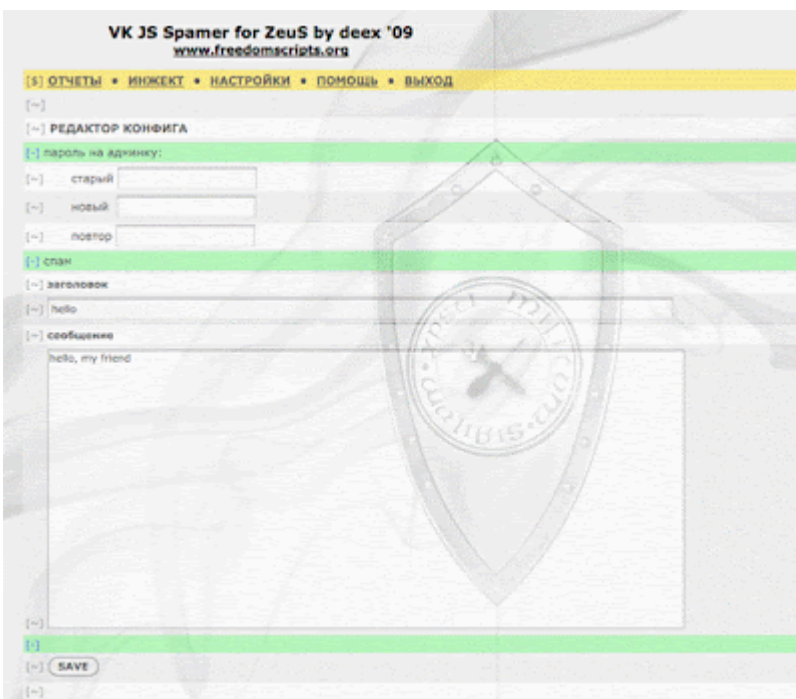 VK JS Spamer for ZeuS by deex '09
www.freedomscripts.org
[$] ОТЧЕТЫ • ИНЖЕКТ • НАСТРОЙКИ • ПОМОЩЬ • ВЫХОД
[~]
[~] РЕДАКТОР КОНФИГА
[-] пароль на админку:
[~] старый
[~] новый
[~] повтор
[-] спам
[~] заголовок
[~] hello
[~] сообщение
hello, my friend
[~]
[-]
[~] SAVE
[~]